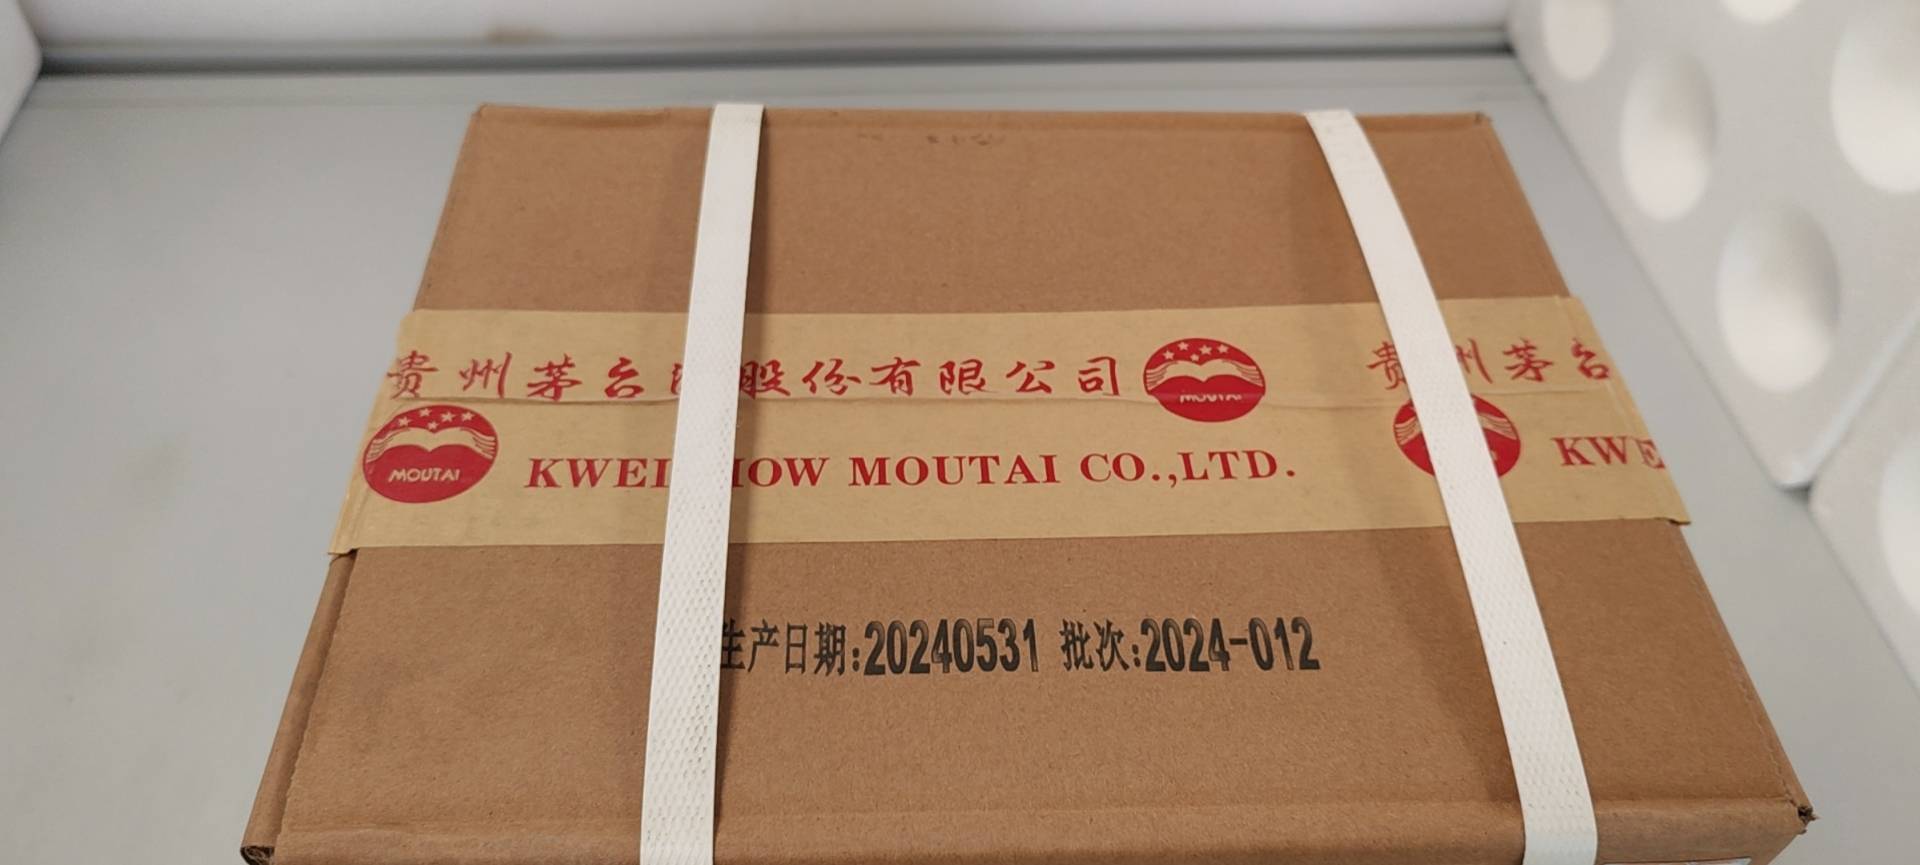 贵州茅台 股份有限公司 MOUTAI 贵 州茅台
MOUTAI KWEI HOW MOUTAI CO.,LTD. KWE
生产日期:20240531 批次:2024-012